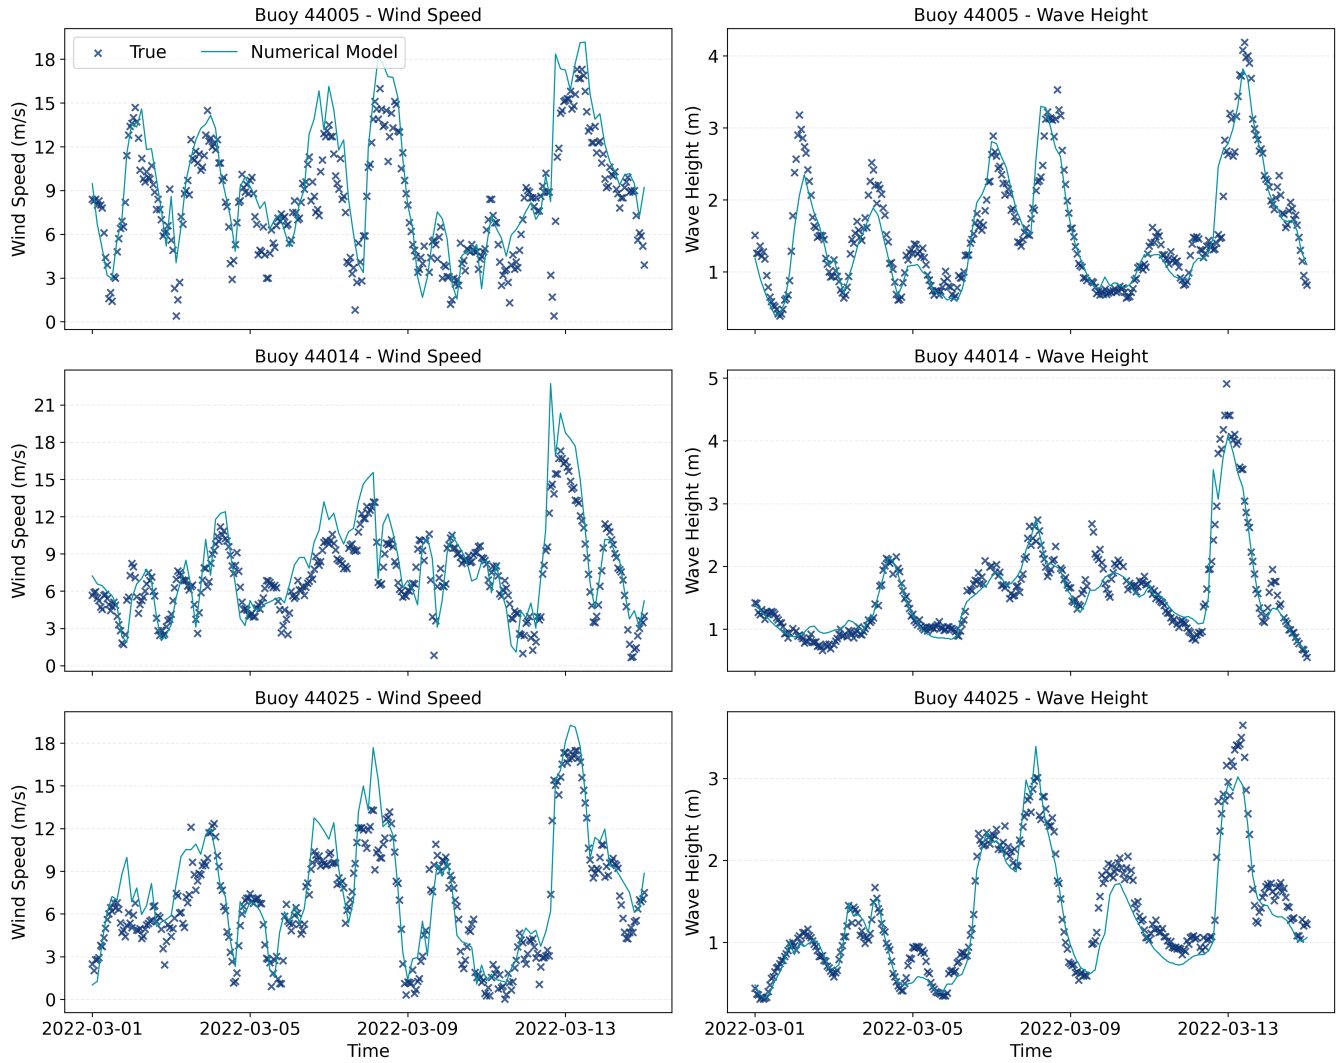 Buoy 44005 - Wind Speed
Buoy 44005 - Wave Height
True
Numerical Model
Wind Speed (m/s)
18
15
12
9
6
3
0
Wave Height (m)
4
3
2
1
Buoy 44014 - Wind Speed
Buoy 44014 - Wave Height
Wind Speed (m/s)
21
18
15
12
9
6
3
0
Wave Height (m)
5
4
3
2
1
Buoy 44025 - Wind Speed
Buoy 44025 - Wave Height
Wind Speed (m/s)
18
15
12
9
6
3
0
Wave Height (m)
3
2
1
2022-03-01 2022-03-05 2022-03-09 2022-03-13
2022-03-01 2022-03-05 2022-03-09 2022-03-13
Time
Time